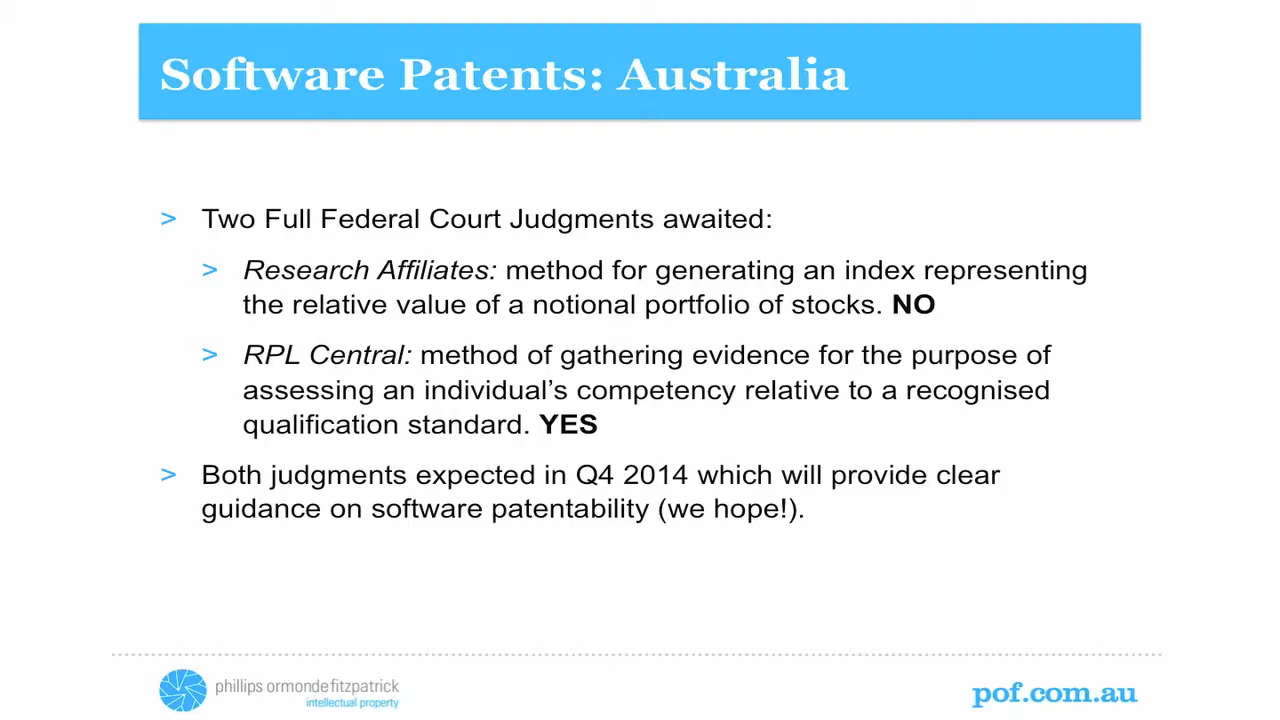 Software Patents: Australia
> Two Full Federal Court Judgments awaited:
> Research Affiliates: method for generating an index representing
the relative value of a notional portfolio of stocks. NO
> RPL Central: method of gathering evidence for the purpose of
assessing an individual's competency relative to a recognised
qualification standard. YES
> Both judgments expected in Q4 2014 which will provide clear
guidance on software patentability (we hope!).
phillips ormonde fitzpatrick
intellectual property
pof.com.au